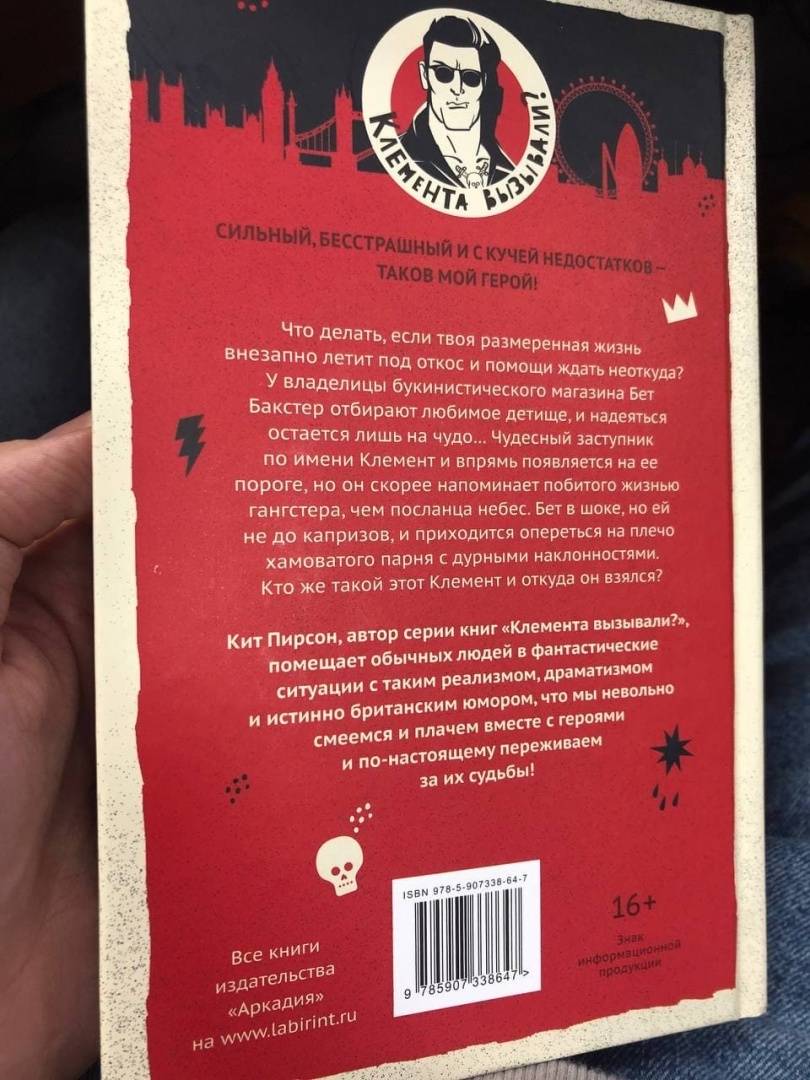 КЛЕМЕНТА ВЫЗЫВАЛИ?
СИЛЬНЫЙ, БЕССТРАШНЫЙ И С КУЧЕЙ НЕДОСТАТКОВ –
ТАКОВ МОЙ ГЕРОЙ!
Что делать, если твоя размеренная жизнь
внезапно летит под откос и помощи ждать неоткуда?
У владелицы букинистического магазина Бет
Бакстер отбирают любимое детище, и надеяться
остается лишь на чудо... Чудесный заступник
по имени Клемент и впрямь появляется на ее
пороге, но он скорее напоминает побитого жизнью
гангстера, чем посланца небес. Бет в шоке, но ей
не до капризов, и приходится опереться на плечо
хамоватого парня с дурными наклонностями.
Кто же такой этот Клемент и откуда он взялся?
Кит Пирсон, автор серии книг «Клемента вызывали?»,
помещает обычных людей в фантастические
ситуации с таким реализмом, драматизмом
и истинно британским юмором, что мы невольно
смеемся и плачем вместе с героями
и по-настоящему переживаем
за их судьбы!
Все книги
издательства
«Аркадия»
на www.labirint.ru
ISBN 978-5-907338-64-7
9 785907 338647 >
16+
Знак
информационной
продукции